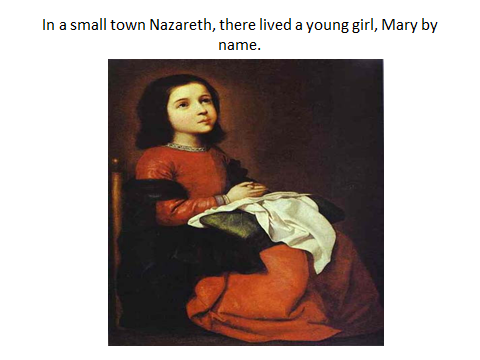 In a small town Nazareth, there lived a young girl, Mary by
name.